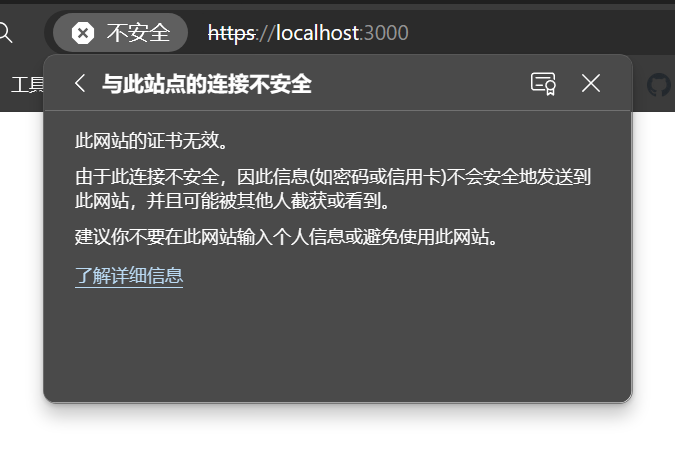 不安全 https://localhost:3000
工具
与此站点的连接不安全
此网站的证书无效。
由于此连接不安全，因此信息(如密码或信用卡)不会安全地发送到
此网站，并且可能被其他人截获或看到。
建议你不要在此网站输入个人信息或避免使用此网站。
了解详细信息